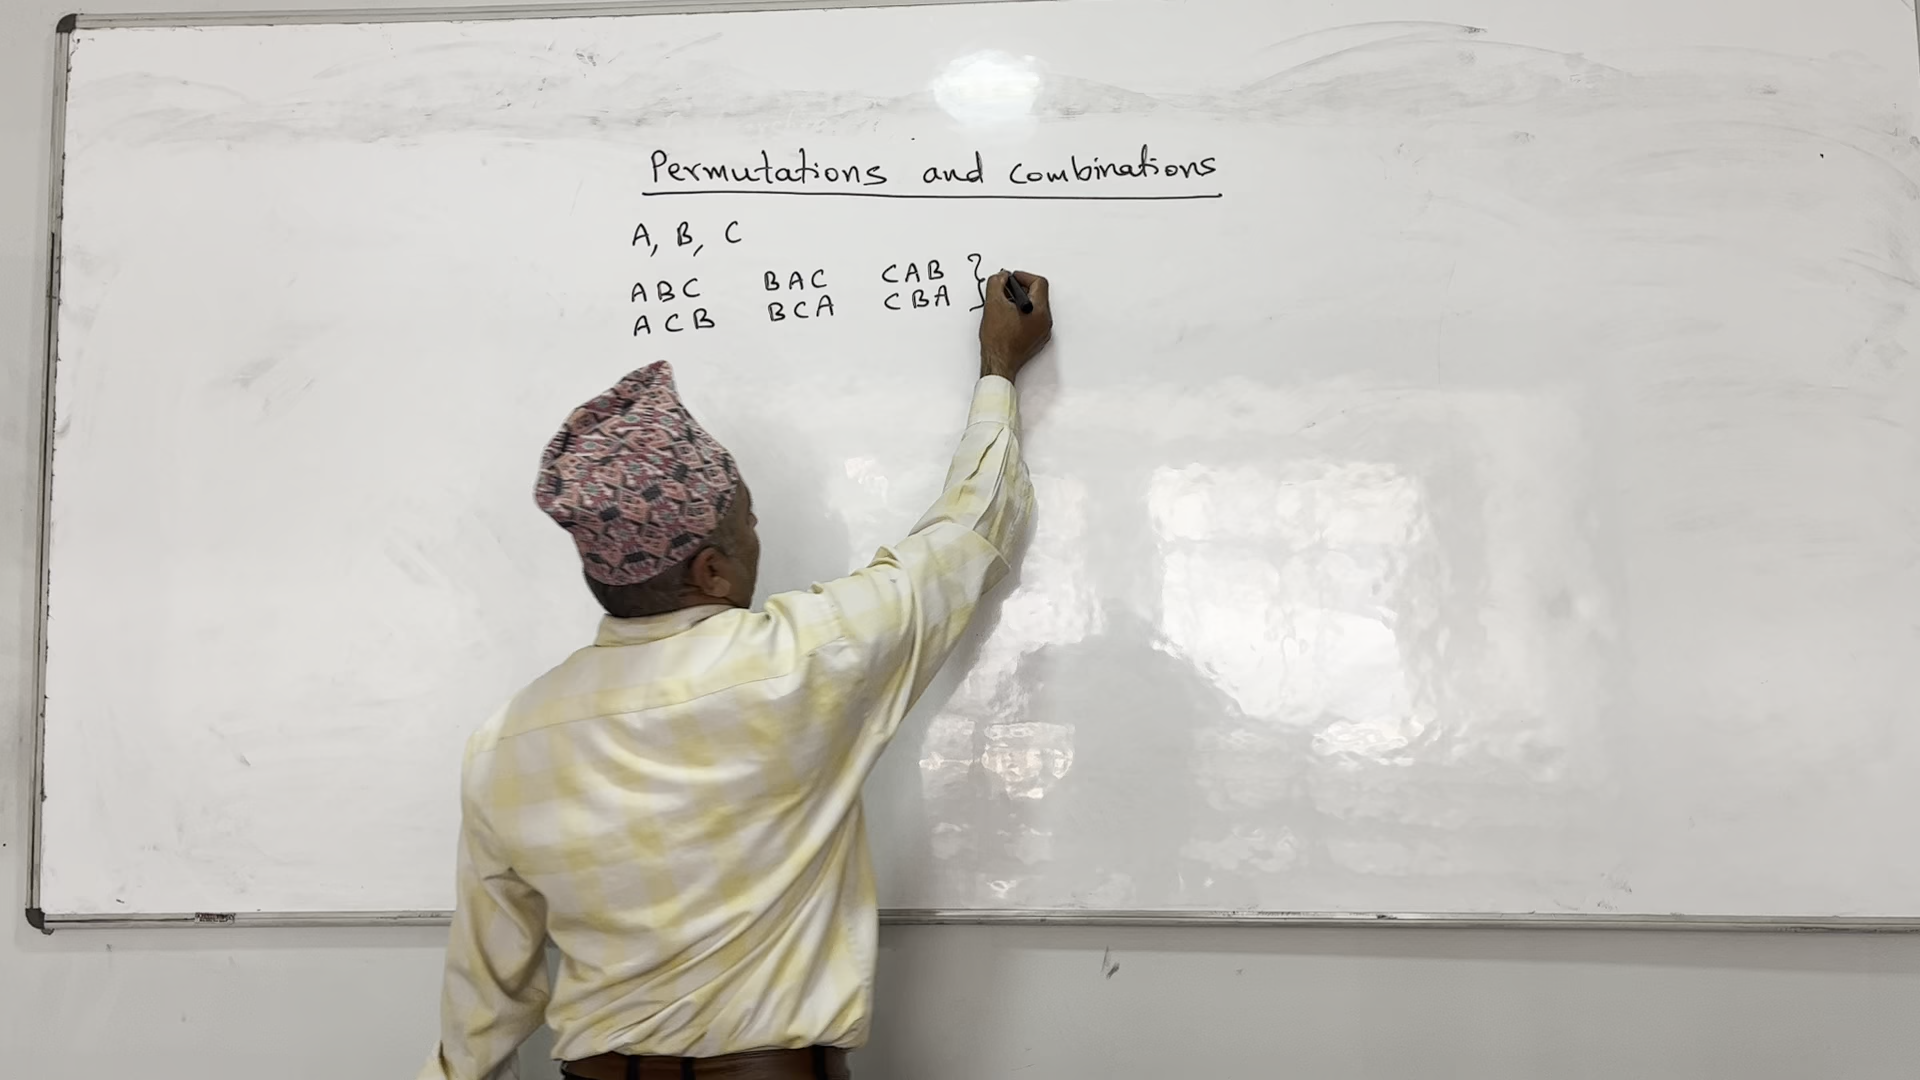 Permutations and combinations
A, B, C
ABC BAC CAB }
ACB BCA CBA